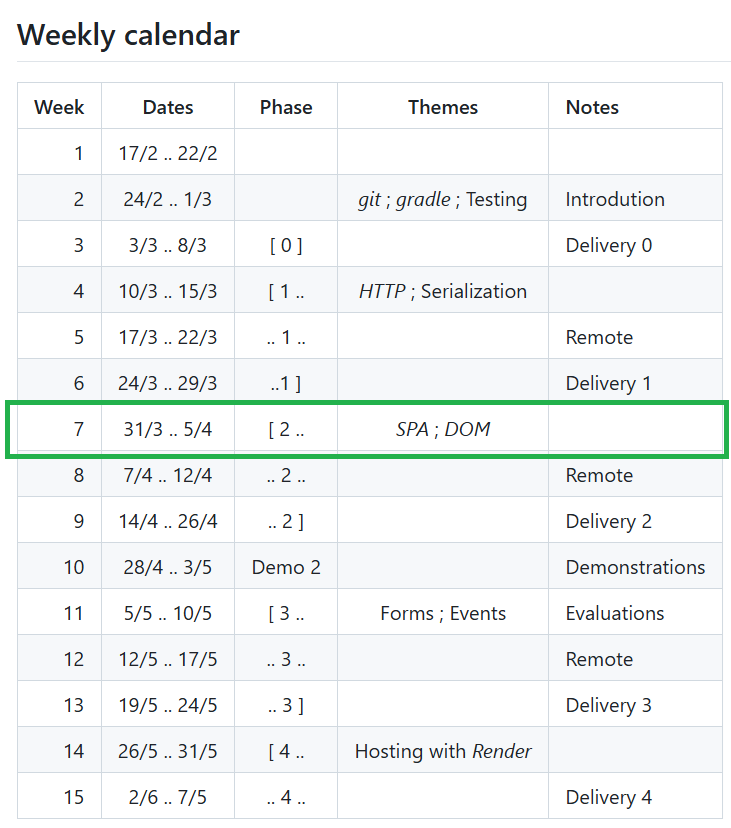 Weekly calendar
Week Dates Phase Themes Notes
1 17/2 .. 22/2
2 24/2 .. 1/3 git ; gradle ; Testing Introdution
3 3/3 .. 8/3 [ 0 ] Delivery 0
4 10/3 .. 15/3 [ 1 .. HTTP ; Serialization
5 17/3 .. 22/3 .. 1 .. Remote
6 24/3 .. 29/3 ..1 ] Delivery 1
7 31/3 .. 5/4 [ 2 .. SPA ; DOM
8 7/4 .. 12/4 .. 2 .. Remote
9 14/4 .. 26/4 .. 2 ] Delivery 2
10 28/4 .. 3/5 Demo 2 Demonstrations
11 5/5 .. 10/5 [ 3 .. Forms ; Events Evaluations
12 12/5 .. 17/5 .. 3 .. Remote
13 19/5 .. 24/5 .. 3 ] Delivery 3
14 26/5 .. 31/5 [ 4 .. Hosting with Render
15 2/6 .. 7/5 .. 4 .. Delivery 4